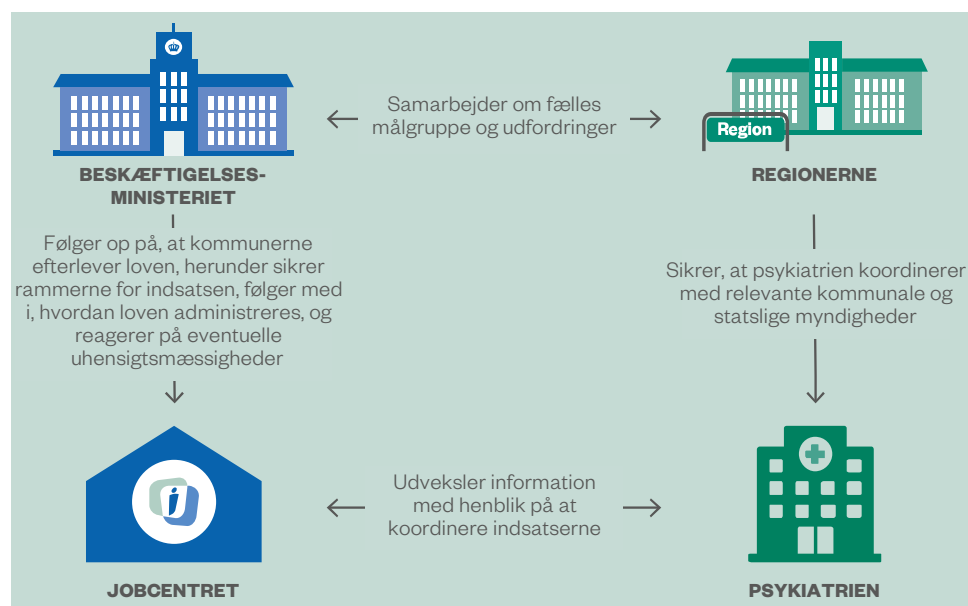 Samarbejder om fælles
målgruppe og udfordringer
Region
BESKÆFTIGELSES-
MINISTERIET
REGIONERNE
Følger op på, at kommunerne
efterlever loven, herunder sikrer
rammerne for indsatsen, følger med
i, hvordan loven administreres, og
reagerer på eventuelle
uhensigtsmæssigheder
Sikrer, at psykiatrien koordinerer
med relevante kommunale og
statslige myndigheder
Udveksler information
med henblik på at
koordinere indsatserne
JOBCENTRET
PSYKIATRIEN